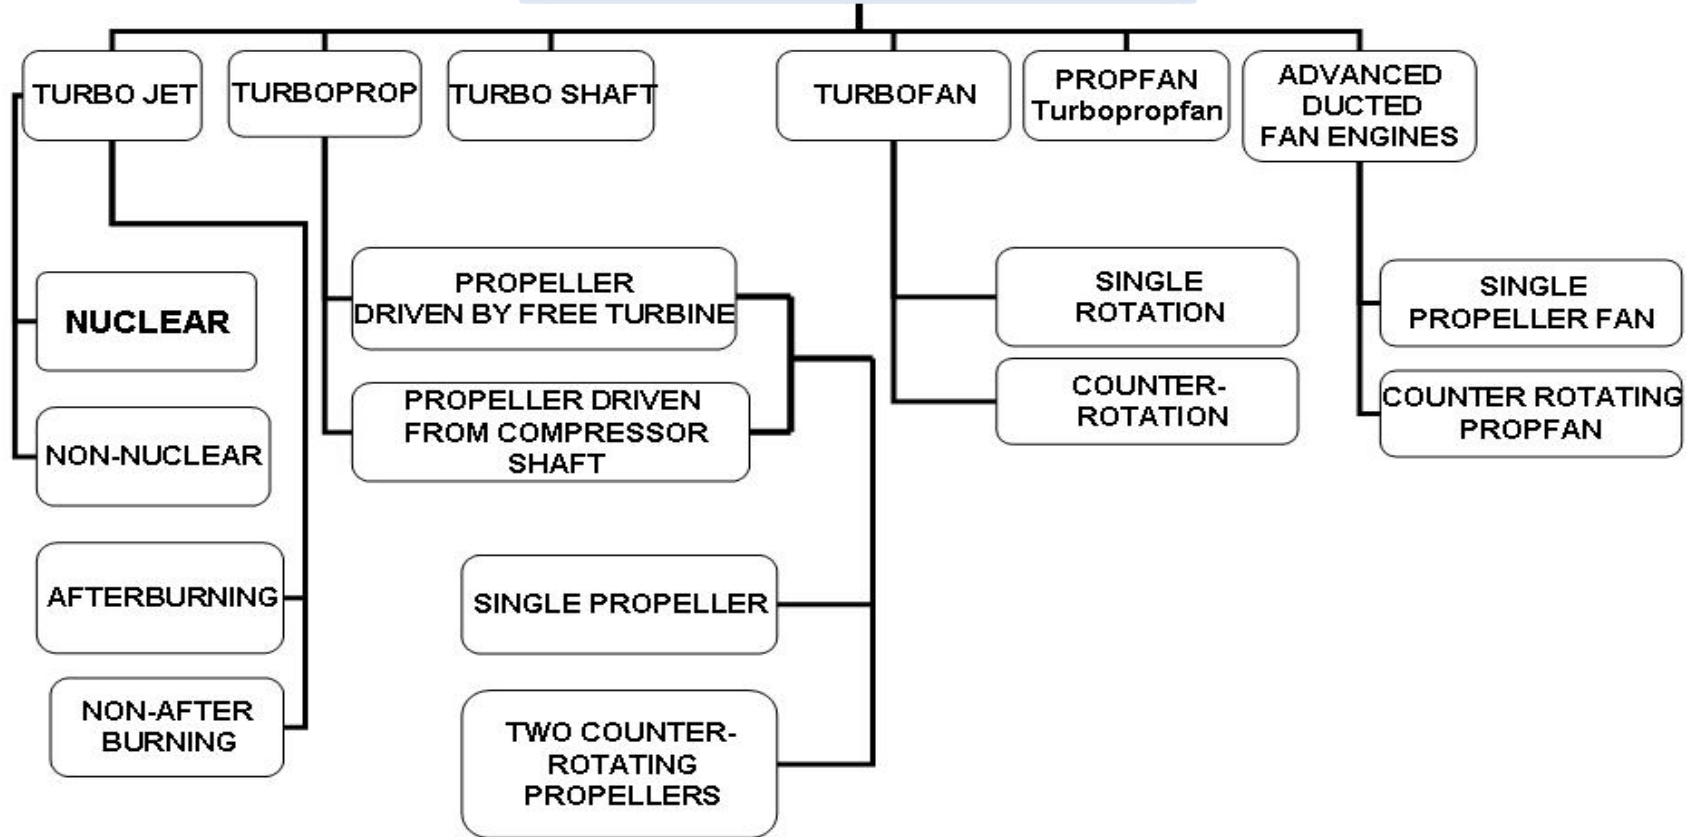 TURBO JET
TURBOPROP
TURBO SHAFT
TURBOFAN
PROPFAN
Turbopropfan
ADVANCED
DUCTED
FAN ENGINES
NUCLEAR
NON-NUCLEAR
AFTERBURNING
NON-AFTER
BURNING
PROPELLER
DRIVEN BY FREE TURBINE
PROPELLER DRIVEN
FROM COMPRESSOR
SHAFT
SINGLE PROPELLER
TWO COUNTER-
ROTATING
PROPELLERS
SINGLE
ROTATION
COUNTER-
ROTATION
SINGLE
PROPELLER FAN
COUNTER ROTATING
PROPFAN